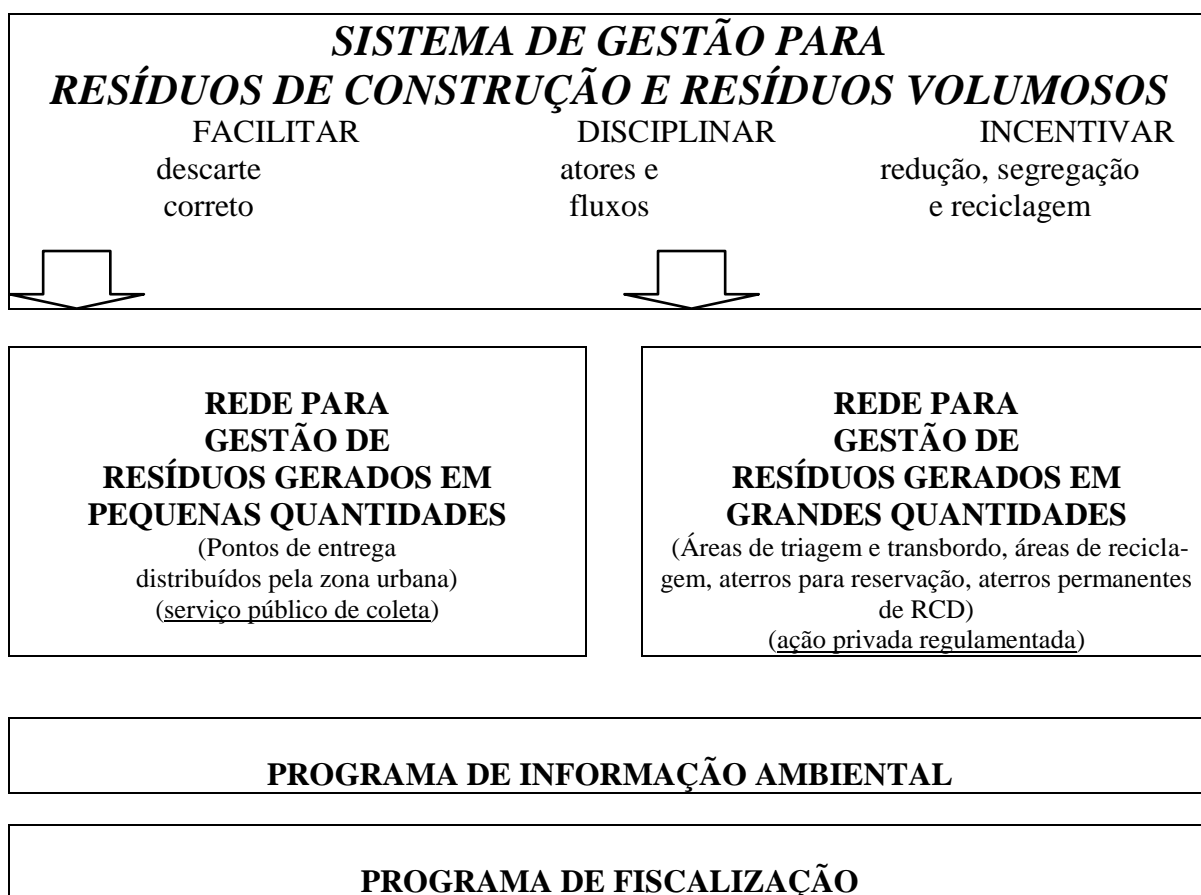 SISTEMA DE GESTÃO PARA
RESÍDUOS DE CONSTRUÇÃO E RESÍDUOS VOLUMOSOS
FACILITAR DISCIPLINAR INCENTIVAR
descarte atores e redução, segregação
correto fluxos e reciclagem
REDE PARA
GESTÃO DE
RESÍDUOS GERADOS EM
PEQUENAS QUANTIDADES
(Pontos de entrega
distribuídos pela zona urbana)
(serviço público de coleta)
REDE PARA
GESTÃO DE
RESÍDUOS GERADOS EM
GRANDES QUANTIDADES
(Áreas de triagem e transbordo, áreas de recicla-
gem, aterros para reservação, aterros permanentes
de RCD)
(ação privada regulamentada)
PROGRAMA DE INFORMAÇÃO AMBIENTAL
PROGRAMA DE FISCALIZAÇÃO